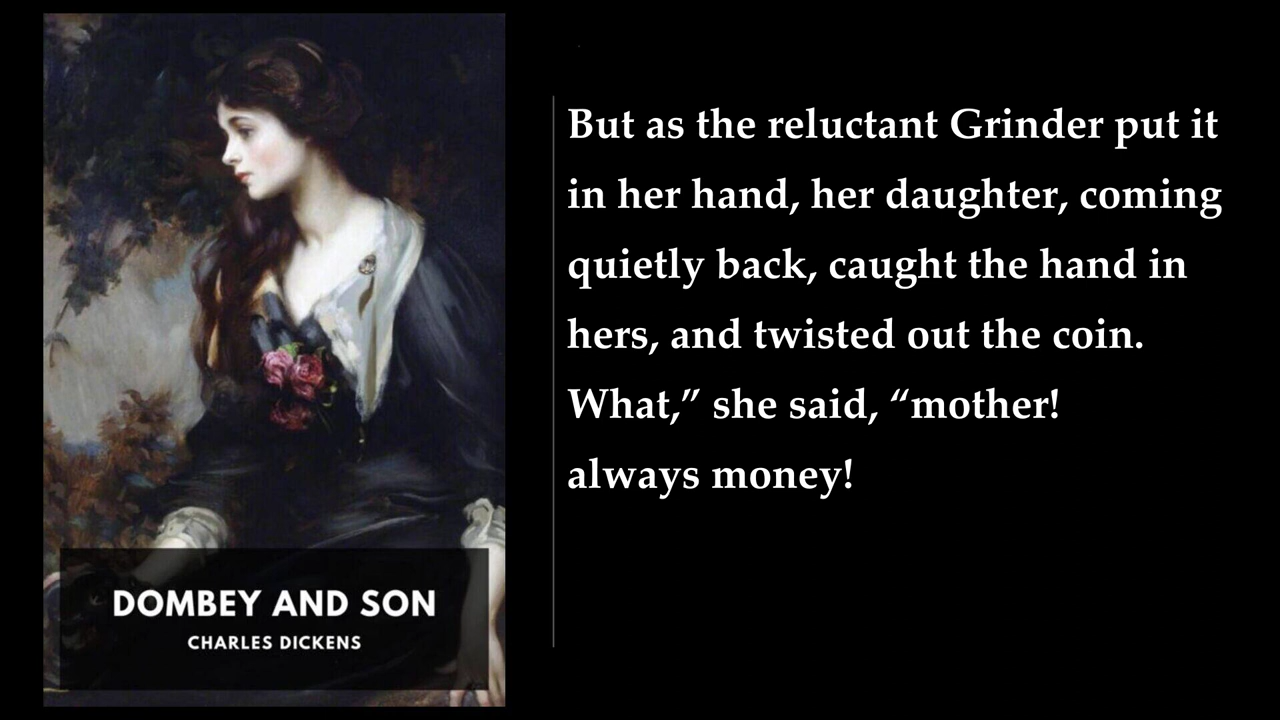 DOMBEY AND SON
CHARLES DICKENS
But as the reluctant Grinder put it
in her hand, her daughter, coming
quietly back, caught the hand in
hers, and twisted out the coin.
What,” she said, “mother!
always money!